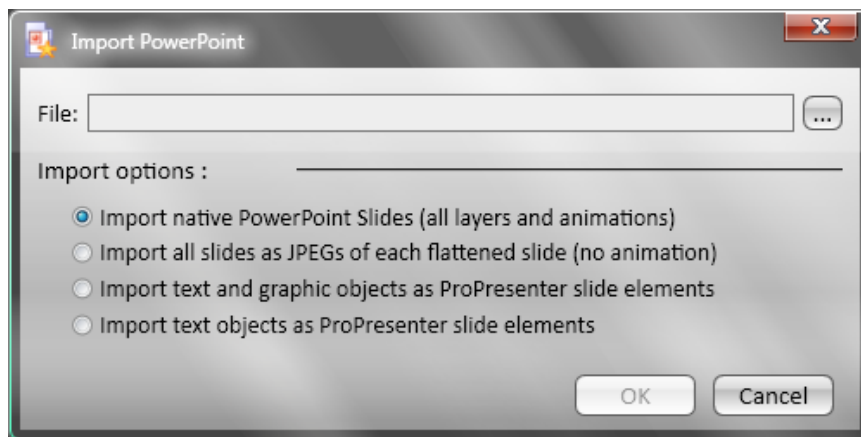 Import PowerPoint
X
File:
...
Import options :
Import native PowerPoint Slides (all layers and animations)
Import all slides as JPEGs of each flattened slide (no animation)
Import text and graphic objects as ProPresenter slide elements
Import text objects as ProPresenter slide elements
OK Cancel